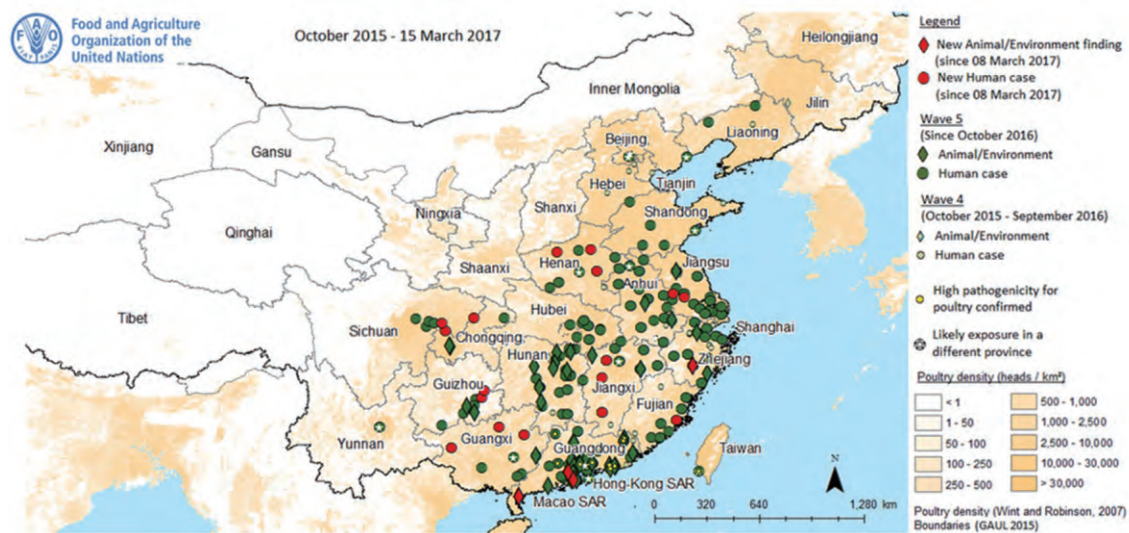 Food and Agriculture
Organization of the
United Nations
FAO
FIAT PANIS
October 2015 - 15 March 2017
Heilongjiang
Inner Mongolia
Jilin
Xinjiang
Gansu
Beijing
Liaoning
Hebei
Tianjin
Ningxia
Shanxi
Shandong
Qinghai
Shaanxi
Henan
Jiangsu
Anhui
Tibet
Hubei
Sichuan
Chongqing
Shanghai
Hunan
Zhejiang
Guizhou
Jiangxi
Fujian
Yunnan
Guangxi
Guangdong
Taiwan
Hong-Kong SAR
Macao SAR
N
0 320 640 1,280 km
Legend
New Animal/Environment finding
(since 08 March 2017)
New Human case
(since 08 March 2017)
Wave 5
(Since October 2016)
Animal/Environment
Human case
Wave 4
(October 2015 - September 2016)
Animal/Environment
Human case
High pathogenicity for
poultry confirmed
Likely exposure in a
different province
Poultry density (heads / km²)
< 1
1 - 50
50 - 100
100 - 250
250 - 500
500 - 1,000
1,000 - 2,500
2,500 - 10,000
10,000 - 30,000
> 30,000
Poultry density (Wint and Robinson, 2007)
Boundaries (GAUL 2015)